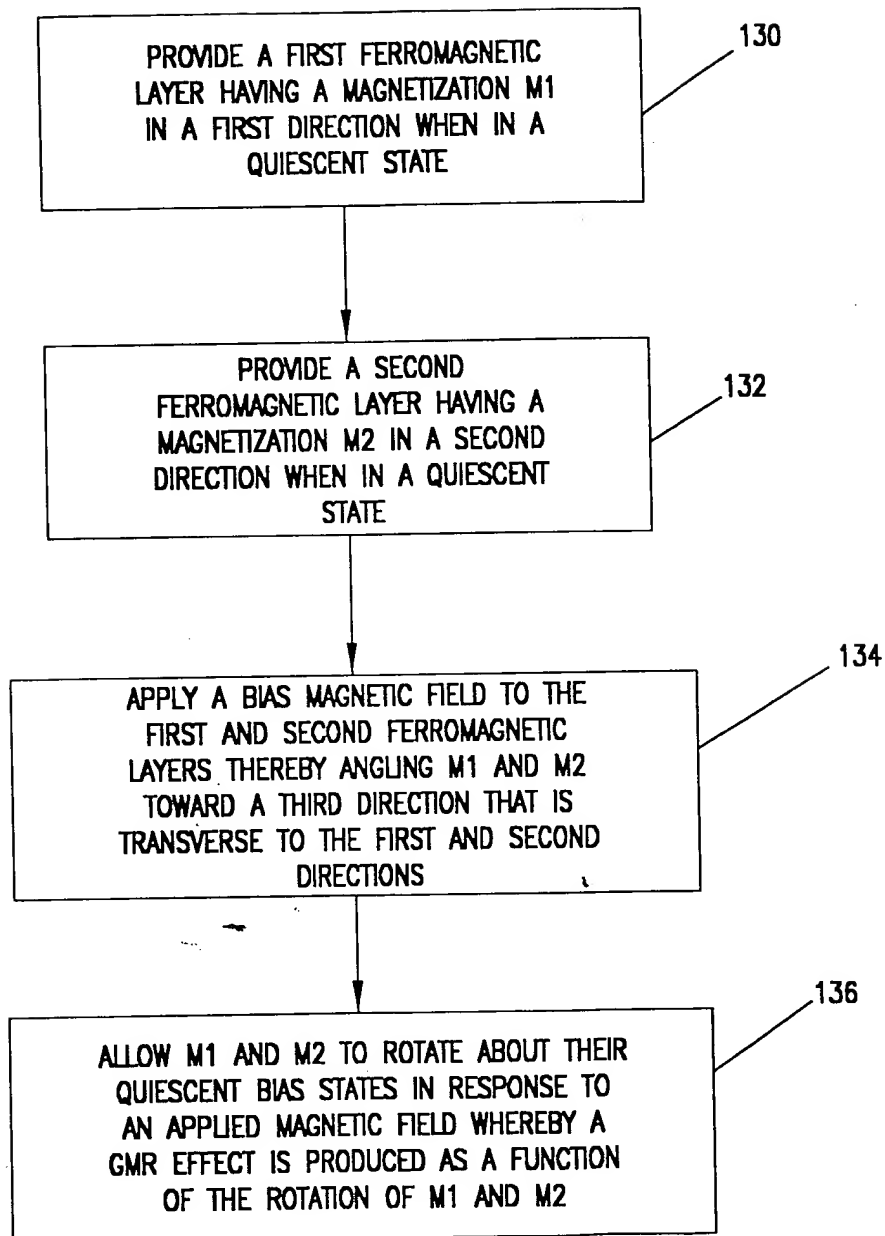 PROVIDE A FIRST FERROMAGNETIC
LAYER HAVING A MAGNETIZATION M1
IN A FIRST DIRECTION WHEN IN A
QUIESCENT STATE
130
PROVIDE A SECOND
FERROMAGNETIC LAYER HAVING A
MAGNETIZATION M2 IN A SECOND
DIRECTION WHEN IN A QUIESCENT
STATE
132
APPLY A BIAS MAGNETIC FIELD TO THE
FIRST AND SECOND FERROMAGNETIC
LAYERS THEREBY ANGLING M1 AND M2
TOWARD A THIRD DIRECTION THAT IS
TRANSVERSE TO THE FIRST AND SECOND
DIRECTIONS
134
ALLOW M1 AND M2 TO ROTATE ABOUT THEIR
QUIESCENT BIAS STATES IN RESPONSE TO
AN APPLIED MAGNETIC FIELD WHEREBY A
GMR EFFECT IS PRODUCED AS A FUNCTION
OF THE ROTATION OF M1 AND M2
136